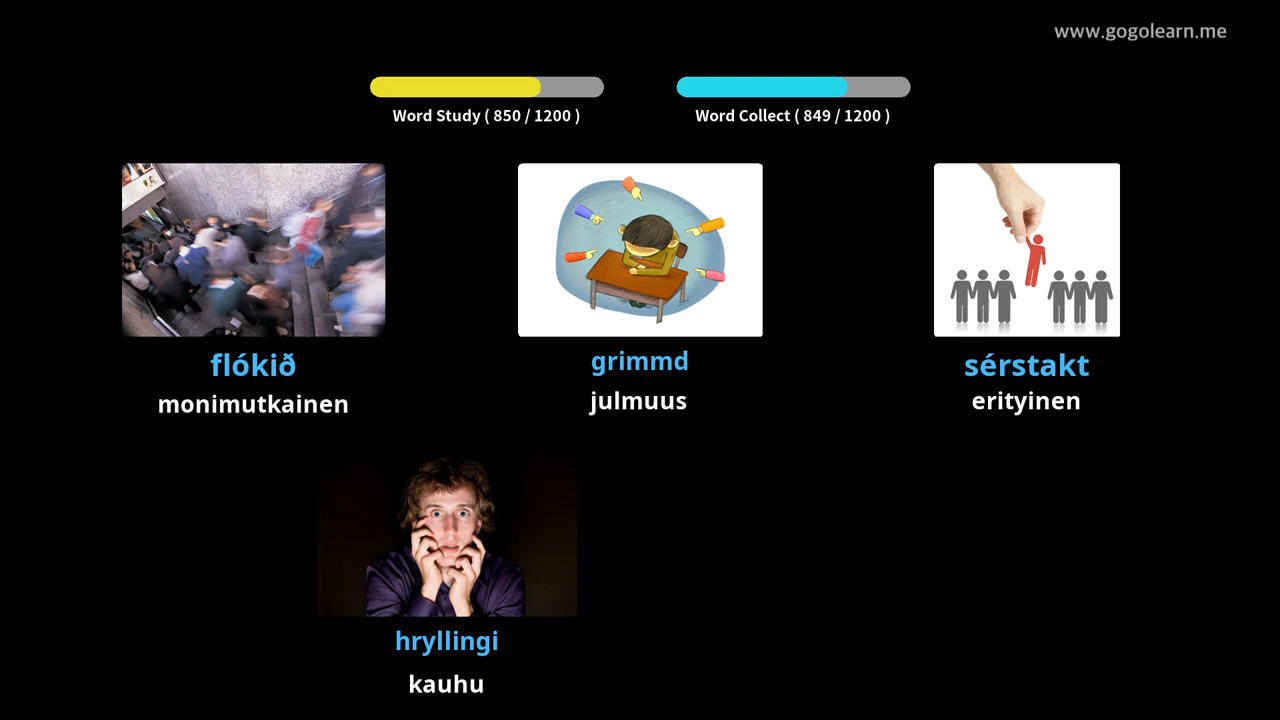 www.gogolearn.me
Word Study ( 850 / 1200 )
Word Collect ( 849 / 1200 )
flókið
monimutkainen
grimmd
julmuus
sérstakt
erityinen
hryllingi
kauhu